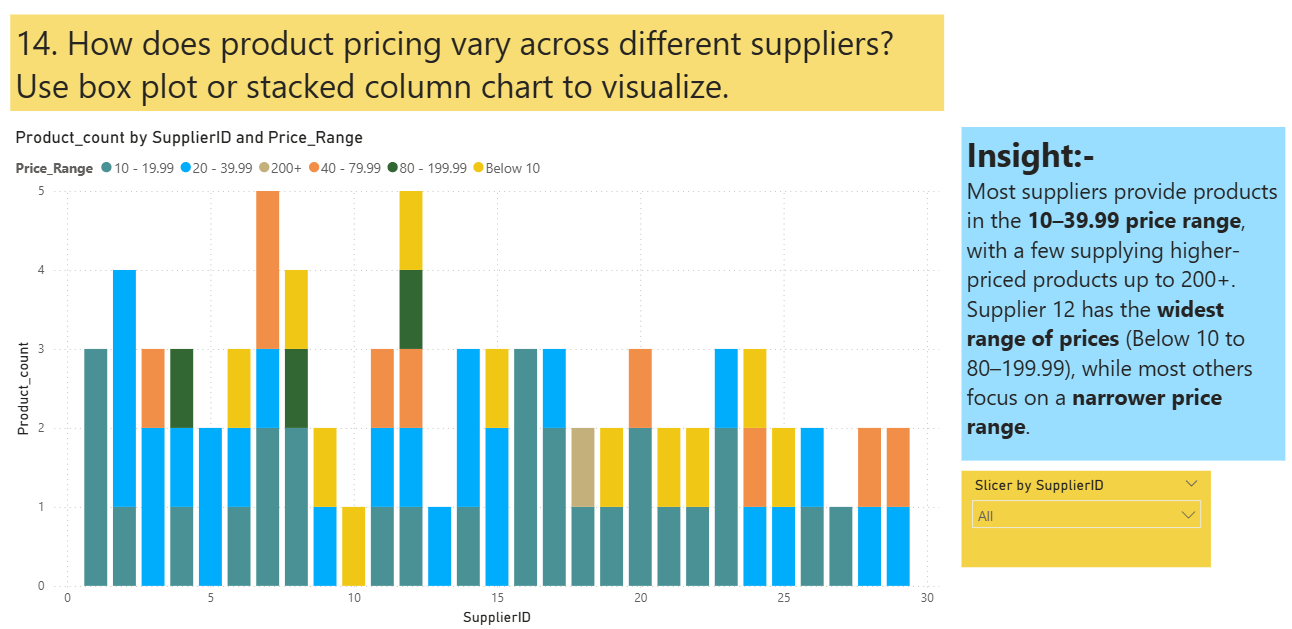 14. How does product pricing vary across different suppliers?
Use box plot or stacked column chart to visualize.
Product_count by SupplierID and Price_Range
Price_Range 10 - 19.99 20 - 39.99 200+ 40 - 79.99 80 - 199.99 Below 10
Product_count
5
4
3
2
1
0
0 5 10 15 20 25 30
SupplierID
Insight:-
Most suppliers provide products
in the 10–39.99 price range,
with a few supplying higher-
priced products up to 200+.
Supplier 12 has the widest
range of prices (Below 10 to
80–199.99), while most others
focus on a narrower price
range.
Slicer by SupplierID
All